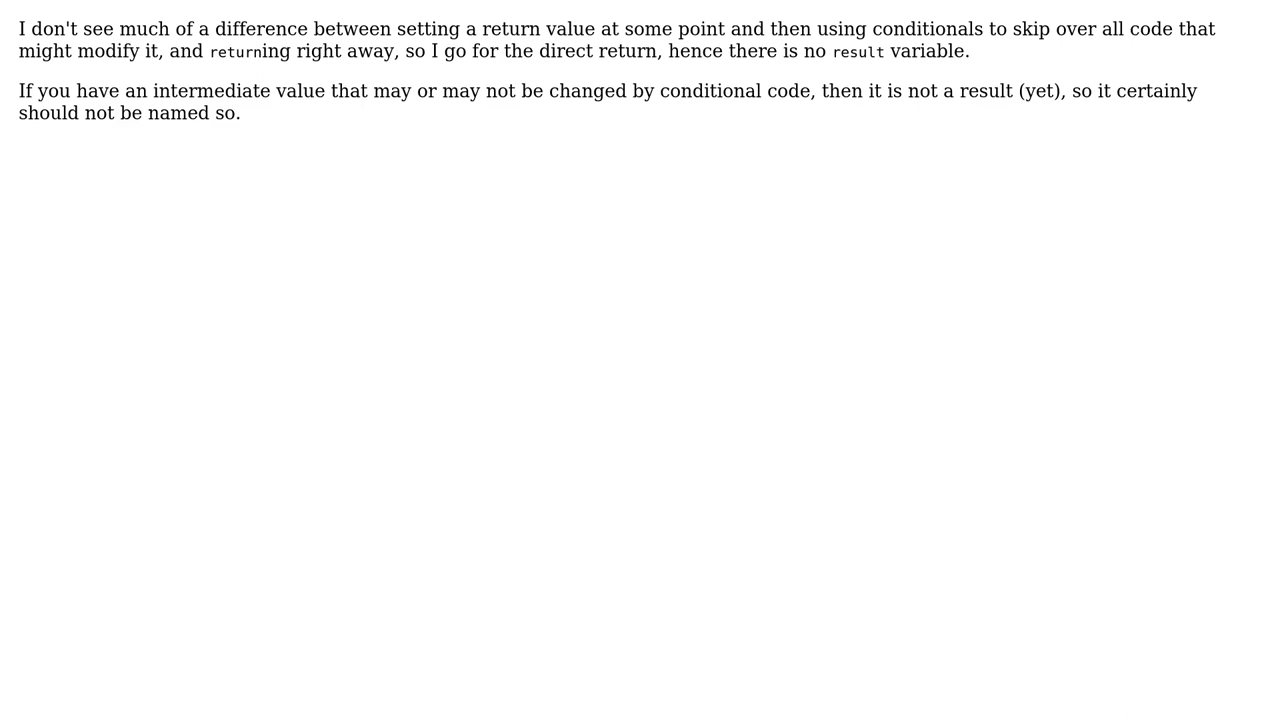 I don't see much of a difference between setting a return value at some point and then using conditionals to skip over all code that
might modify it, and returning right away, so I go for the direct return, hence there is no result variable.
If you have an intermediate value that may or may not be changed by conditional code, then it is not a result (yet), so it certainly
should not be named so.